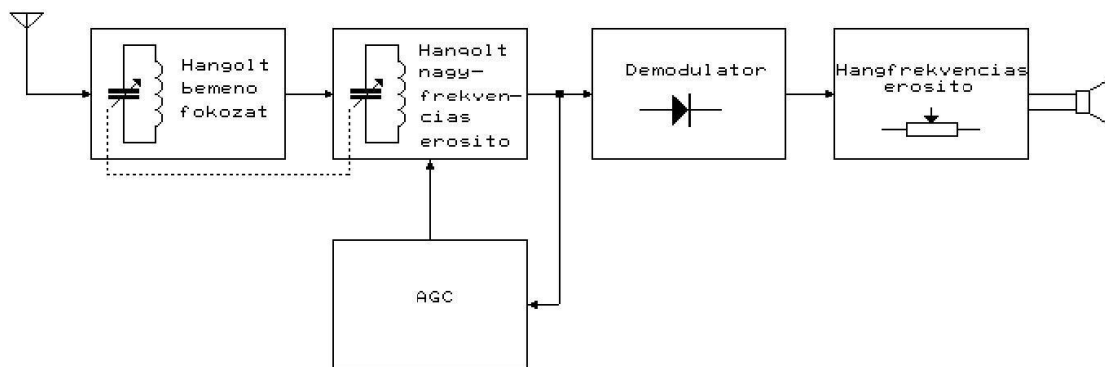 Hangolt
bemeno
fokozat
Hangolt
nagy-
frekven-
cias
erosito
Demodulator
Hangfrekvencias
erosito
AGC